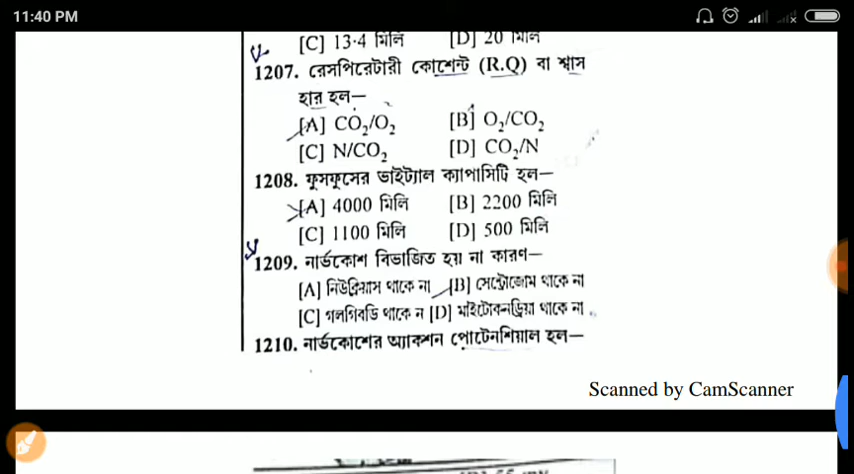 11:40 PM
[C] 13·4 মিলি [D] 20 মিলি
1207. রেসপিরেটারী কোশেন্ট (R.Q) বা শ্বাস
হার হল—
[A] CO₂/O₂ [B] O₂/CO₂
[C] N/CO₂ [D] CO₂/N
1208. ফুসফুসের ভাইট্যাল ক্যাপাসিটি হল—
[A] 4000 মিলি [B] 2200 মিলি
[C] 1100 মিলি [D] 500 মিলি
1209. নার্ভকোশ বিভাজিত হয় না কারণ—
[A] নিউক্লিয়াস থাকে না [B] সেন্ট্রোজোম থাকে না
[C] গলগিবডি থাকে ন [D] মাইটোকনড্রিয়া থাকে না
1210. নার্ভকোশের অ্যাকশন পোটেনশিয়াল হল—
Scanned by CamScanner